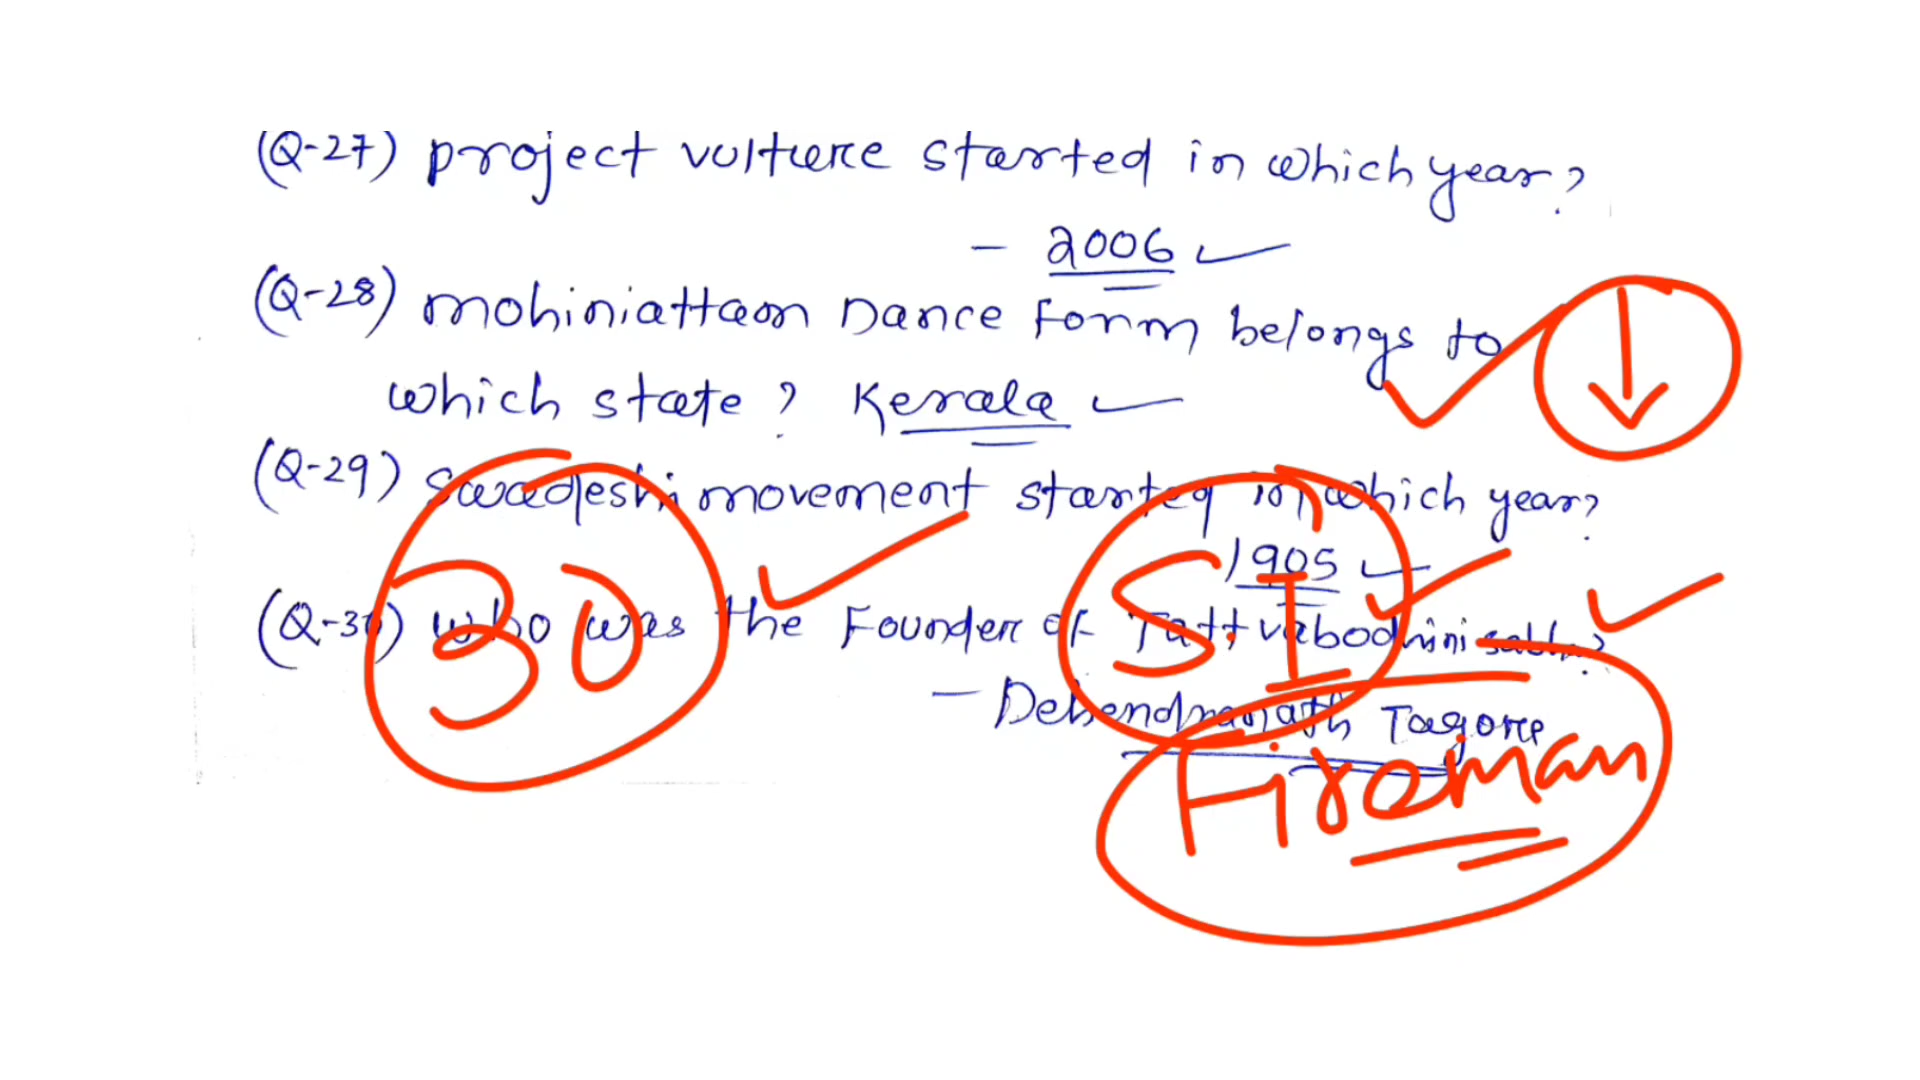 (Q-27) project vulture started in which year?
- 2006
(Q-28) mohiniattam Dance Form belongs to
which state? Kerala
(Q-29) Swadeshi movement started in which year?
1905
(Q-30) who was the Founder of Tattvabodhini sabha?
- Debendranath Tagore
30
SI
Fireman